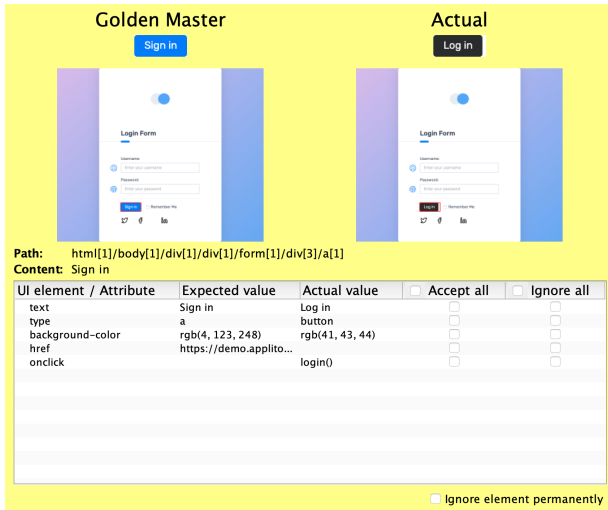 Golden Master
Actual
Sign in
Log in
Login Form
Username:
Enter your username
Password:
Enter your password
Sign in
Remember Me
Login Form
Username:
Enter your username
Password:
Enter your password
Log in
Remember Me
Path: html[1]/body[1]/div[1]/div[1]/form[1]/div[3]/a[1]
Content: Sign in
UI element / Attribute Expected value Actual value Accept all Ignore all
text Sign in Log in
type a button
background-color rgb(4, 123, 248) rgb(41, 43, 44)
href https://demo.applito...
onclick login()
Ignore element permanently